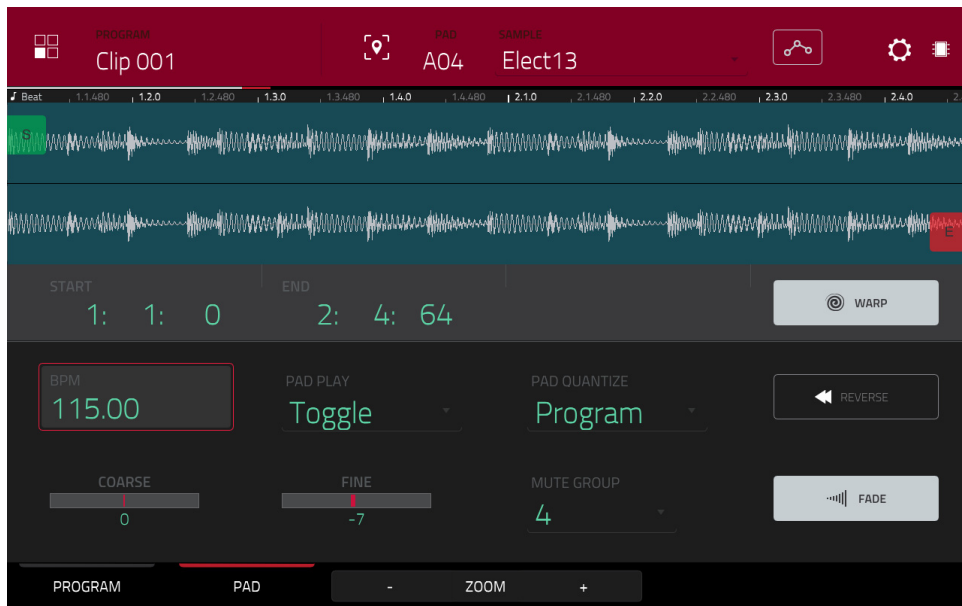 PROGRAM PAD SAMPLE
Clip 001 A04 Elect13
Beat 1.1.480 1.2.0 1.2.480 1.3.0 1.3.480 1.4.0 1.4.480 2.1.0 2.1.480 2.2.0 2.2.480 2.3.0 2.3.480 2.4.0 2.
S
E
START END
1: 1: 0 2: 4: 64 WARP
BPM PAD PLAY PAD QUANTIZE
115.00 Toggle Program REVERSE
COARSE FINE MUTE GROUP
0 -7 4 FADE
PROGRAM PAD - ZOOM +